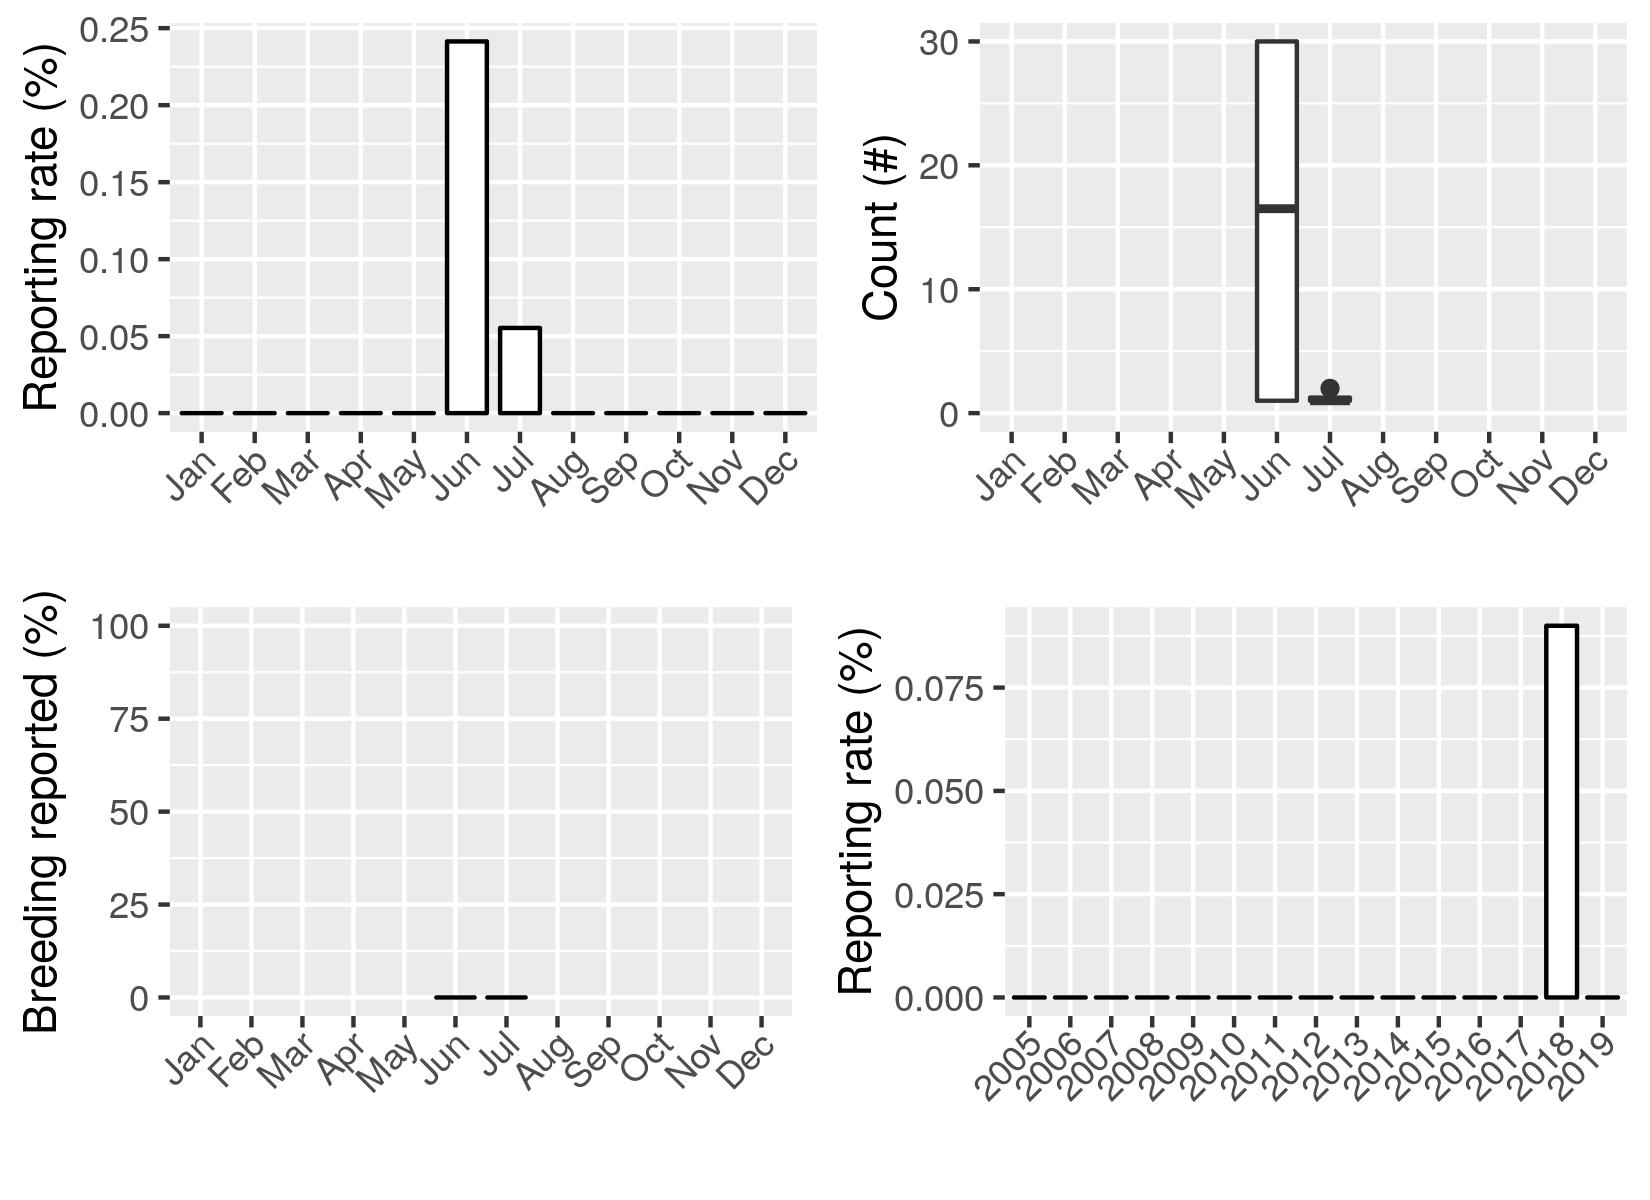 Reporting rate (%)
0.25
0.20
0.15
0.10
0.05
0.00
Jan Feb Mar Apr May Jun Jul Aug Sep Oct Nov Dec
Count (#)
30
20
10
0
Jan Feb Mar Apr May Jun Jul Aug Sep Oct Nov Dec
Breeding reported (%)
100
75
50
25
0
Jan Feb Mar Apr May Jun Jul Aug Sep Oct Nov Dec
Reporting rate (%)
0.075
0.050
0.025
0.000
2005 2006 2007 2008 2009 2010 2011 2012 2013 2014 2015 2016 2017 2018 2019